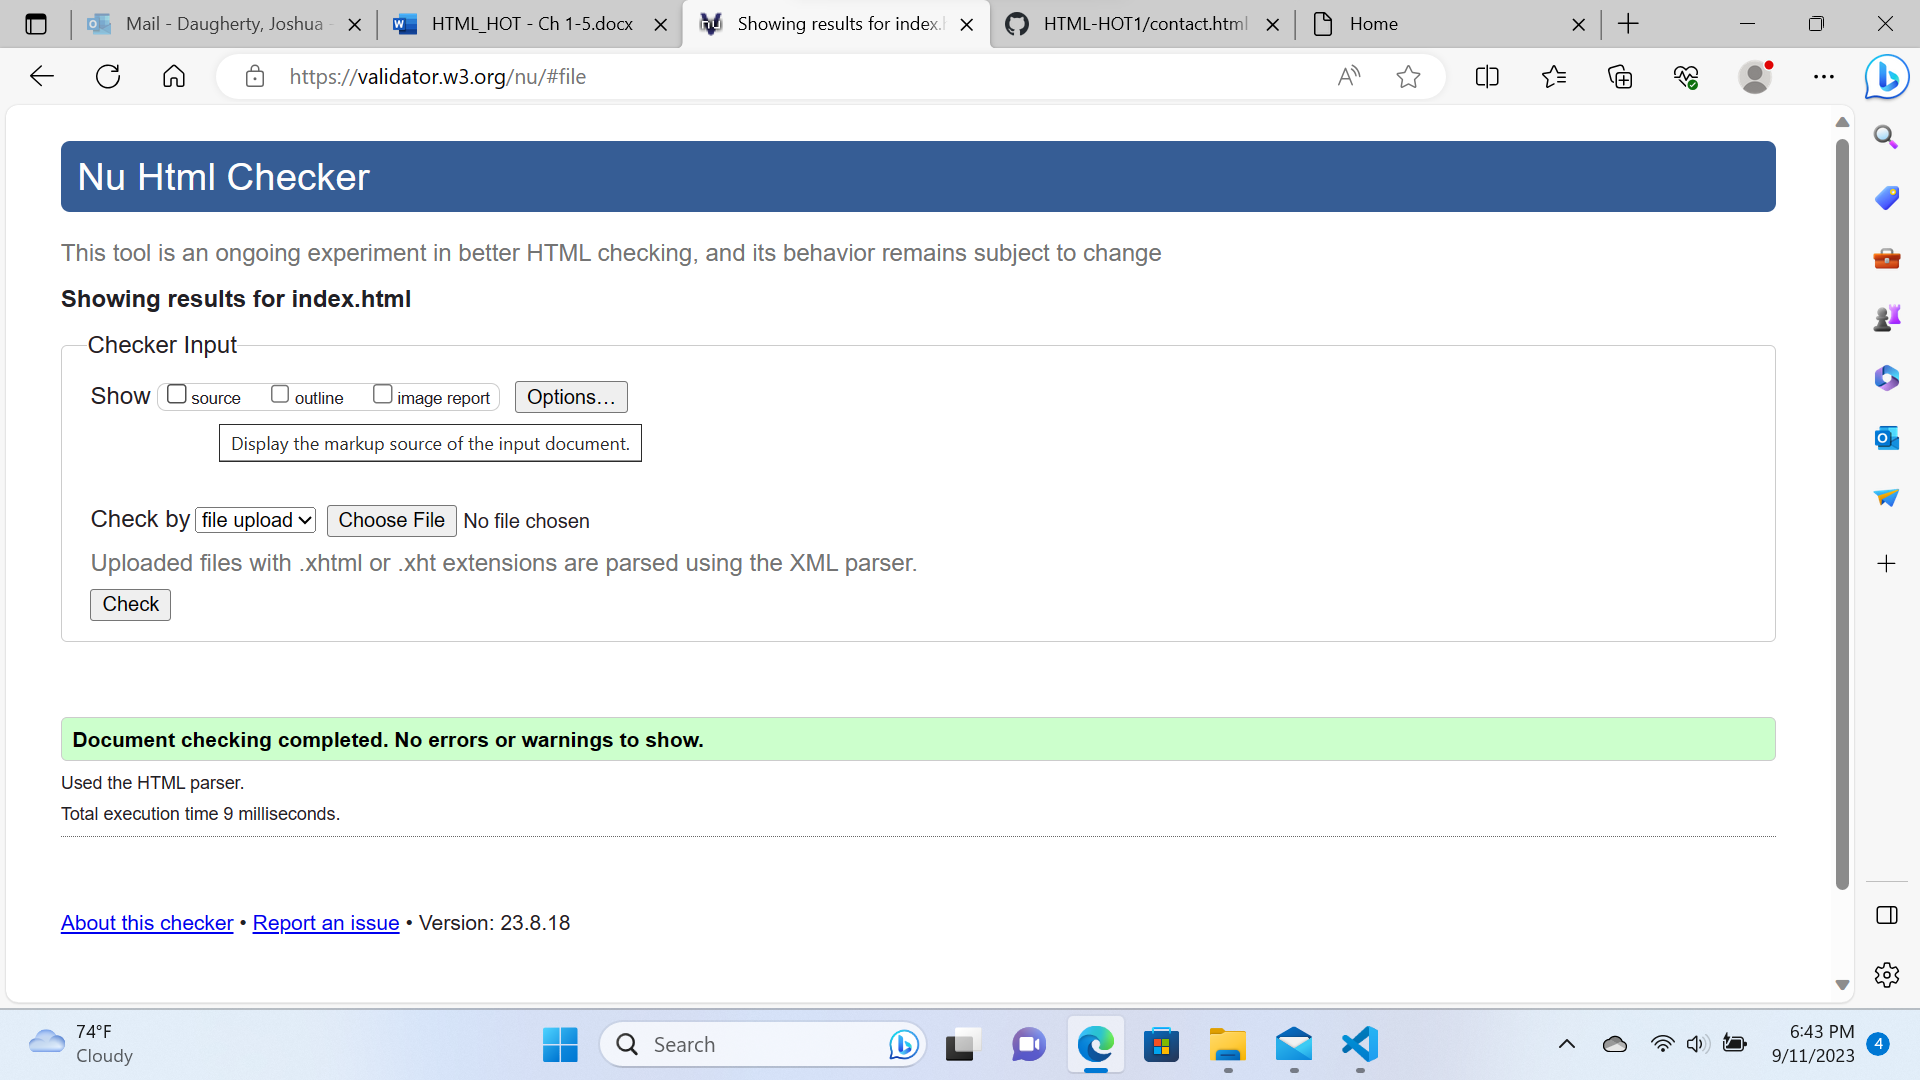 Mail - Daugherty, Joshua -
HTML_HOT - Ch 1-5.docx
Showing results for index.h
HTML-HOT1/contact.html
Home
https://validator.w3.org/nu/#file
Nu Html Checker
This tool is an ongoing experiment in better HTML checking, and its behavior remains subject to change
Showing results for index.html
Checker Input
Show source outline image report Options...
Display the markup source of the input document.
Check by file upload Choose File No file chosen
Uploaded files with .xhtml or .xht extensions are parsed using the XML parser.
Check
Document checking completed. No errors or warnings to show.
Used the HTML parser.
Total execution time 9 milliseconds.
About this checker • Report an issue • Version: 23.8.18
74°F
Cloudy
Search
6:43 PM
9/11/2023
4